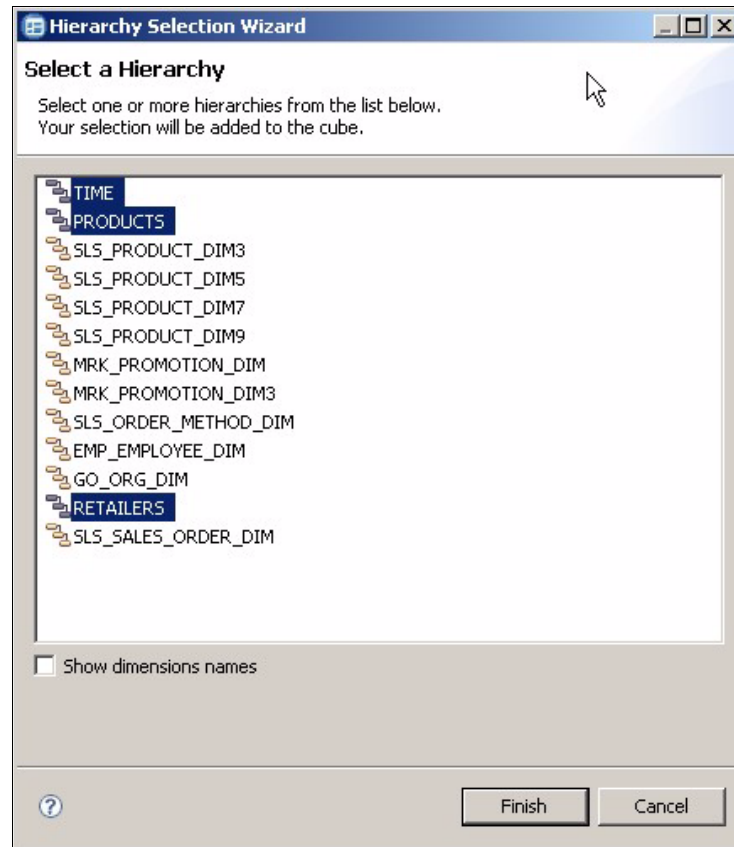 Hierarchy Selection Wizard
Select a Hierarchy
Select one or more hierarchies from the list below.
Your selection will be added to the cube.
TIME
PRODUCTS
SLS_PRODUCT_DIM3
SLS_PRODUCT_DIM5
SLS_PRODUCT_DIM7
SLS_PRODUCT_DIM9
MRK_PROMOTION_DIM
MRK_PROMOTION_DIM3
SLS_ORDER_METHOD_DIM
EMP_EMPLOYEE_DIM
GO_ORG_DIM
RETAILERS
SLS_SALES_ORDER_DIM
Show dimensions names
Finish Cancel